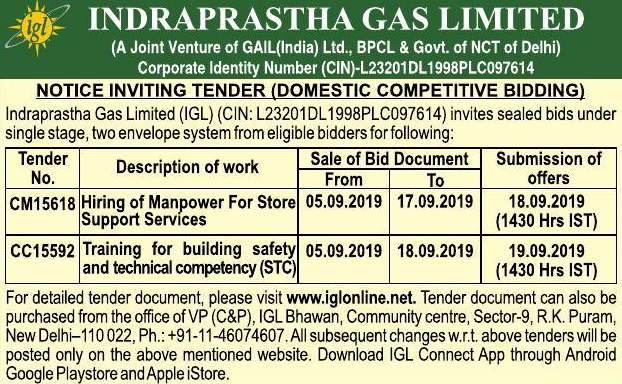 igl
INDRAPRASTHA GAS LIMITED
(A Joint Venture of GAIL(India) Ltd., BPCL & Govt. of NCT of Delhi)
Corporate Identity Number (CIN)-L23201DL1998PLC097614
NOTICE INVITING TENDER (DOMESTIC COMPETITIVE BIDDING)
Indraprastha Gas Limited (IGL) (CIN: L23201DL1998PLC097614) invites sealed bids under
single stage, two envelope system from eligible bidders for following:
Tender No. Description of work Sale of Bid Document Submission of offers
From To
CM15618 Hiring of Manpower For Store 05.09.2019 17.09.2019 18.09.2019
Support Services (1430 Hrs IST)
CC15592 Training for building safety 05.09.2019 18.09.2019 19.09.2019
and technical competency (STC) (1430 Hrs IST)
For detailed tender document, please visit www.iglonline.net. Tender document can also be
purchased from the office of VP (C&P), IGL Bhawan, Community centre, Sector-9, R.K. Puram,
New Delhi–110 022, Ph.: +91-11-46074607. All subsequent changes w.r.t. above tenders will be
posted only on the above mentioned website. Download IGL Connect App through Android
Google Playstore and Apple iStore.